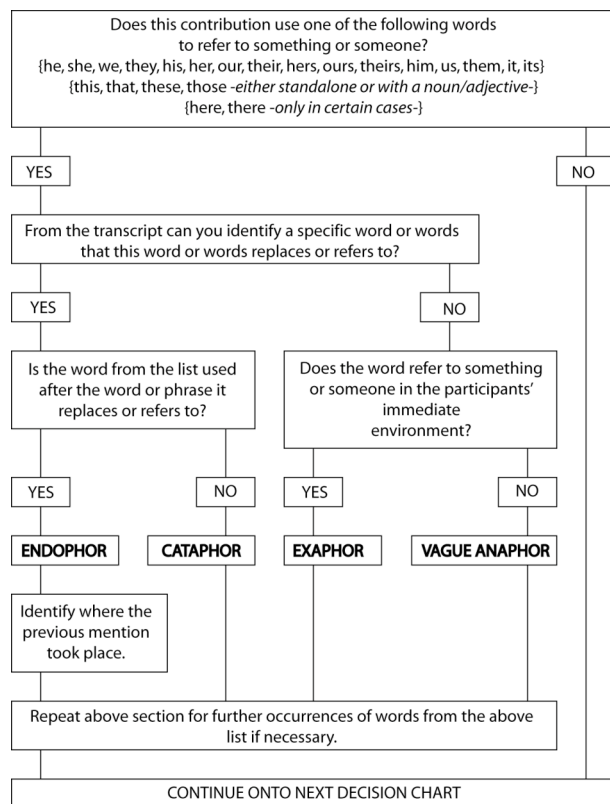 Does this contribution use one of the following words
to refer to something or someone?
{he, she, we, they, his, her, our, their, hers, ours, theirs, him, us, them, it, its}
{this, that, these, those -either standalone or with a noun/adjective-}
{here, there -only in certain cases-}
YES
NO
From the transcript can you identify a specific word or words
that this word or words replaces or refers to?
YES
NO
Is the word from the list used
after the word or phrase it
replaces or refers to?
Does the word refer to something
or someone in the participants'
immediate
environment?
YES
NO
YES
NO
ENDOPHOR
CATAPHOR
EXAPHOR
VAGUE ANAPHOR
Identify where the
previous mention
took place.
Repeat above section for further occurrences of words from the above
list if necessary.
CONTINUE ONTO NEXT DECISION CHART